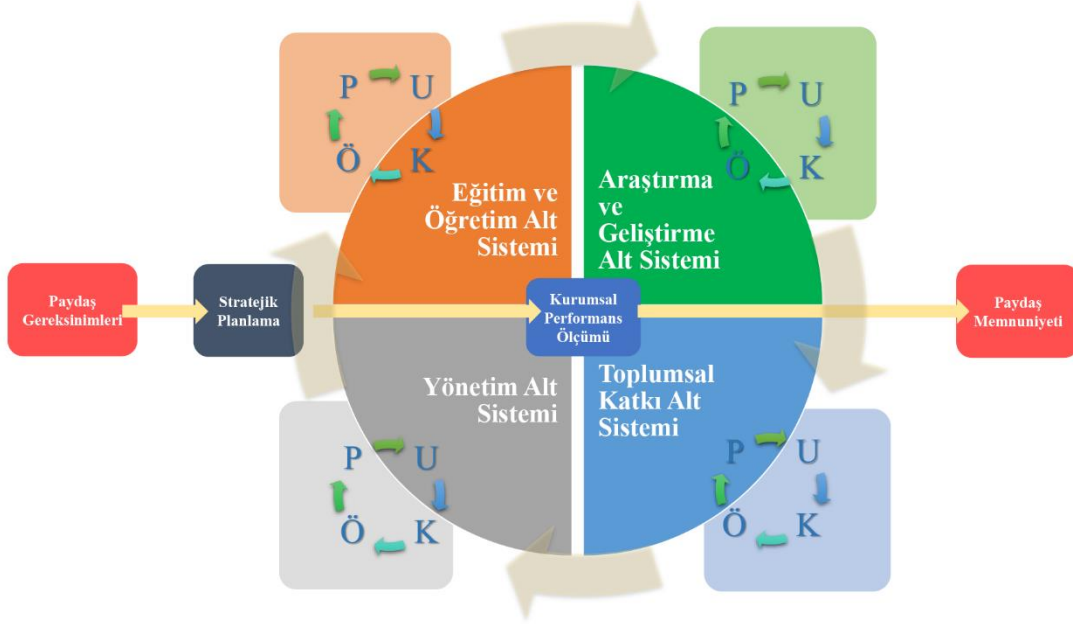 P U
Ö K
P U
Ö K
Eğitim ve
Öğretim Alt
Sistemi
Araştırma
ve
Geliştirme
Alt Sistemi
Paydaş
Gereksinimleri
Stratejik
Planlama
Kurumsal
Performans
Ölçümü
Paydaş
Memnuniyeti
Yönetim Alt
Sistemi
Toplumsal
Katkı Alt
Sistemi
P U
Ö K
P U
Ö K